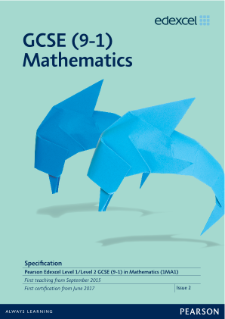 edexcel
GCSE (9-1)
Mathematics
Specification
Pearson Edexcel Level 1/Level 2 GCSE (9-1) in Mathematics (1MA1)
First teaching from September 2015
First certification from June 2017
Issue 2
ALWAYS LEARNING
PEARSON